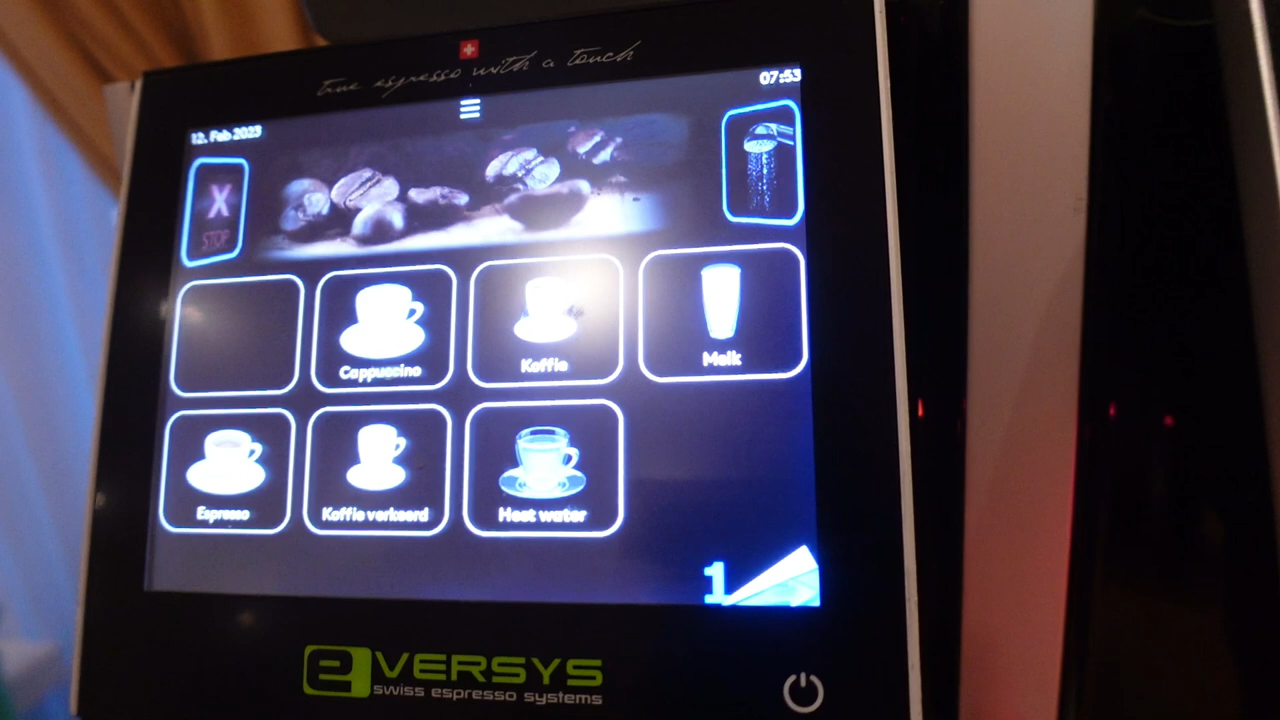 true espresso with a touch
07:53
12. Feb 2023
X
STOP
Cappuccino
Koffie
Melk
Espresso
Koffie verkeerd
Heet water
1
eVERSYS
swiss espresso systems